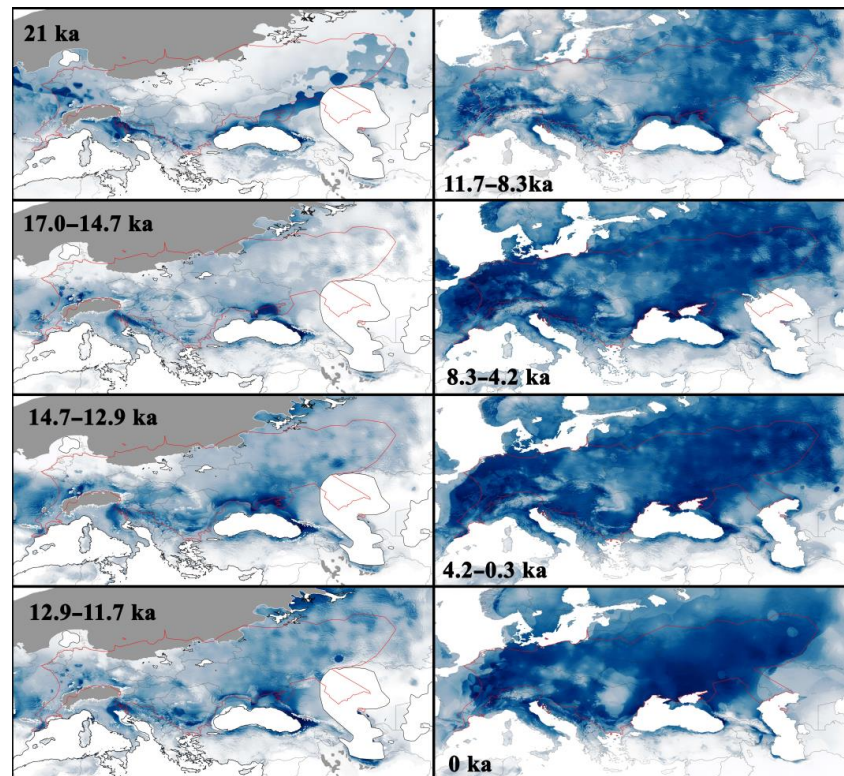 21 ka
17.0–14.7 ka
14.7–12.9 ka
12.9–11.7 ka
11.7–8.3ka
8.3–4.2 ka
4.2–0.3 ka
0 ka